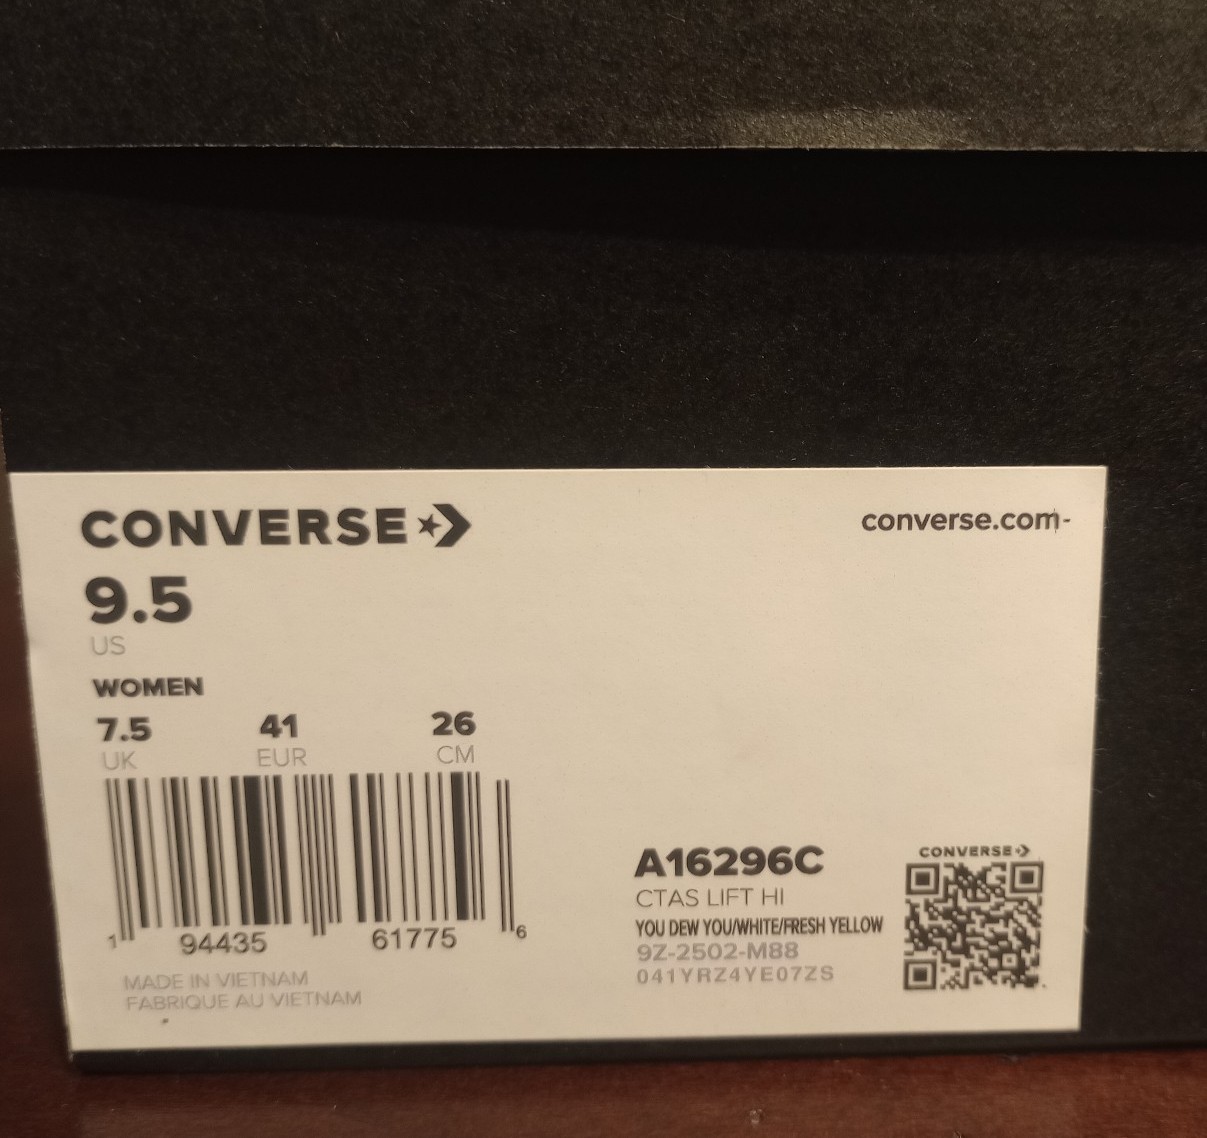 CONVERSE
converse.com-
9.5
US
WOMEN
7.5 41 26
UK EUR CM
1 94435 61775 6
MADE IN VIETNAM
FABRIQUE AU VIETNAM
A16296C
CTAS LIFT HI
YOU DEW YOU/WHITE/FRESH YELLOW
9Z-2502-M88
041YRZ4YE07ZS
CONVERSE